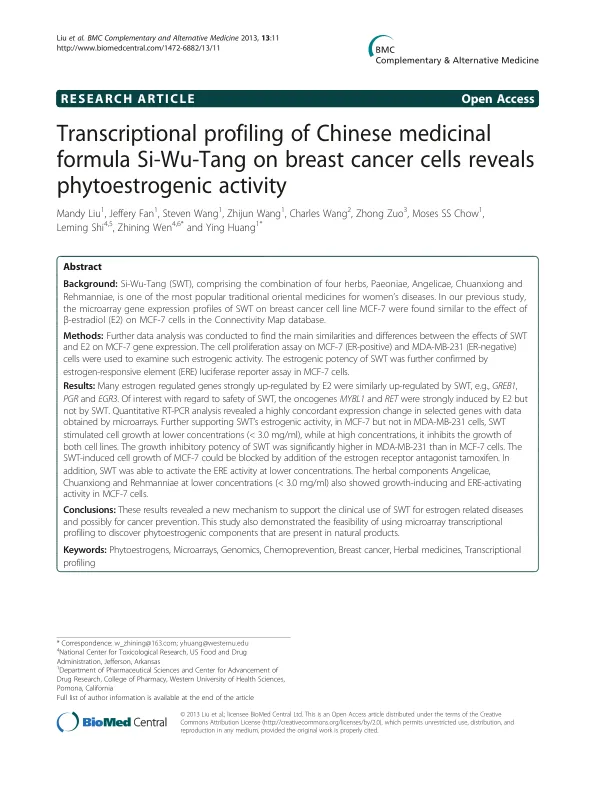 Liu et al. BMC Complementary and Alternative Medicine 2013, 13:11
http://www.biomedcentral.com/1472-6882/13/11
BMC
Complementary & Alternative Medicine
RESEARCH ARTICLE
Open Access
Transcriptional profiling of Chinese medicinal
formula Si-Wu-Tang on breast cancer cells reveals
phytoestrogenic activity
Mandy Liu1, Jeffery Fan1, Steven Wang1, Zhijun Wang1, Charles Wang2, Zhong Zuo3, Moses SS Chow1,
Leming Shi4,5, Zhining Wen4,6* and Ying Huang1*
Abstract
Background: Si-Wu-Tang (SWT), comprising the combination of four herbs, Paeoniae, Angelicae, Chuanxiong and
Rehmanniae, is one of the most popular traditional oriental medicines for women's diseases. In our previous study,
the microarray gene expression profiles of SWT on breast cancer cell line MCF-7 were found similar to the effect of
β-estradiol (E2) on MCF-7 cells in the Connectivity Map database.
Methods: Further data analysis was conducted to find the main similarities and differences between the effects of SWT
and E2 on MCF-7 gene expression. The cell proliferation assay on MCF-7 (ER-positive) and MDA-MB-231 (ER-negative)
cells were used to examine such estrogenic activity. The estrogenic potency of SWT was further confirmed by
estrogen-responsive element (ERE) luciferase reporter assay in MCF-7 cells.
Results: Many estrogen regulated genes strongly up-regulated by E2 were similarly up-regulated by SWT, e.g., GREB1,
PGR and EGR3. Of interest with regard to safety of SWT, the oncogenes MYBL1 and RET were strongly induced by E2 but
not by SWT. Quantitative RT-PCR analysis revealed a highly concordant expression change in selected genes with data
obtained by microarrays. Further supporting SWT's estrogenic activity, in MCF-7 but not in MDA-MB-231 cells, SWT
stimulated cell growth at lower concentrations (< 3.0 mg/ml), while at high concentrations, it inhibits the growth of
both cell lines. The growth inhibitory potency of SWT was significantly higher in MDA-MB-231 than in MCF-7 cells. The
SWT-induced cell growth of MCF-7 could be blocked by addition of the estrogen receptor antagonist tamoxifen. In
addition, SWT was able to activate the ERE activity at lower concentrations. The herbal components Angelicae,
Chuanxiong and Rehmanniae at lower concentrations (< 3.0 mg/ml) also showed growth-inducing and ERE-activating
activity in MCF-7 cells.
Conclusions: These results revealed a new mechanism to support the clinical use of SWT for estrogen related diseases
and possibly for cancer prevention. This study also demonstrated the feasibility of using microarray transcriptional
profiling to discover phytoestrogenic components that are present in natural products.
Keywords: Phytoestrogens, Microarrays, Genomics, Chemoprevention, Breast cancer, Herbal medicines, Transcriptional
profiling
* Correspondence: w_zhining@163.com; yhuang@westernu.edu
4National Center for Toxicological Research, US Food and Drug
Administration, Jefferson, Arkansas
1Department of Pharmaceutical Sciences and Center for Advancement of
Drug Research, College of Pharmacy, Western University of Health Sciences,
Pomona, California
Full list of author information is available at the end of the article
BioMed Central
© 2013 Liu et al.; licensee BioMed Central Ltd. This is an Open Access article distributed under the terms of the Creative
Commons Attribution License (http://creativecommons.org/licenses/by/2.0), which permits unrestricted use, distribution, and
reproduction in any medium, provided the original work is properly cited.